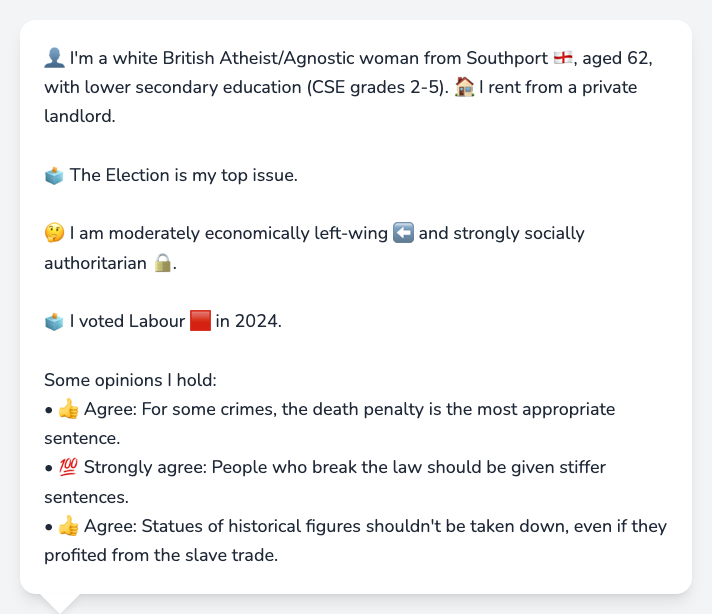 👤 I'm a white British Atheist/Agnostic woman from Southport 🏴󠁧󠁢󠁥󠁮󠁧󠁿, aged 62,
with lower secondary education (CSE grades 2-5). 🏠 I rent from a private
landlord.
🗳️ The Election is my top issue.
🤔 I am moderately economically left-wing ⬅️ and strongly socially
authoritarian 🔒.
🗳️ I voted Labour 🟥 in 2024.
Some opinions I hold:
• 👍 Agree: For some crimes, the death penalty is the most appropriate
sentence.
• 💯 Strongly agree: People who break the law should be given stiffer
sentences.
• 👍 Agree: Statues of historical figures shouldn't be taken down, even if they
profited from the slave trade.